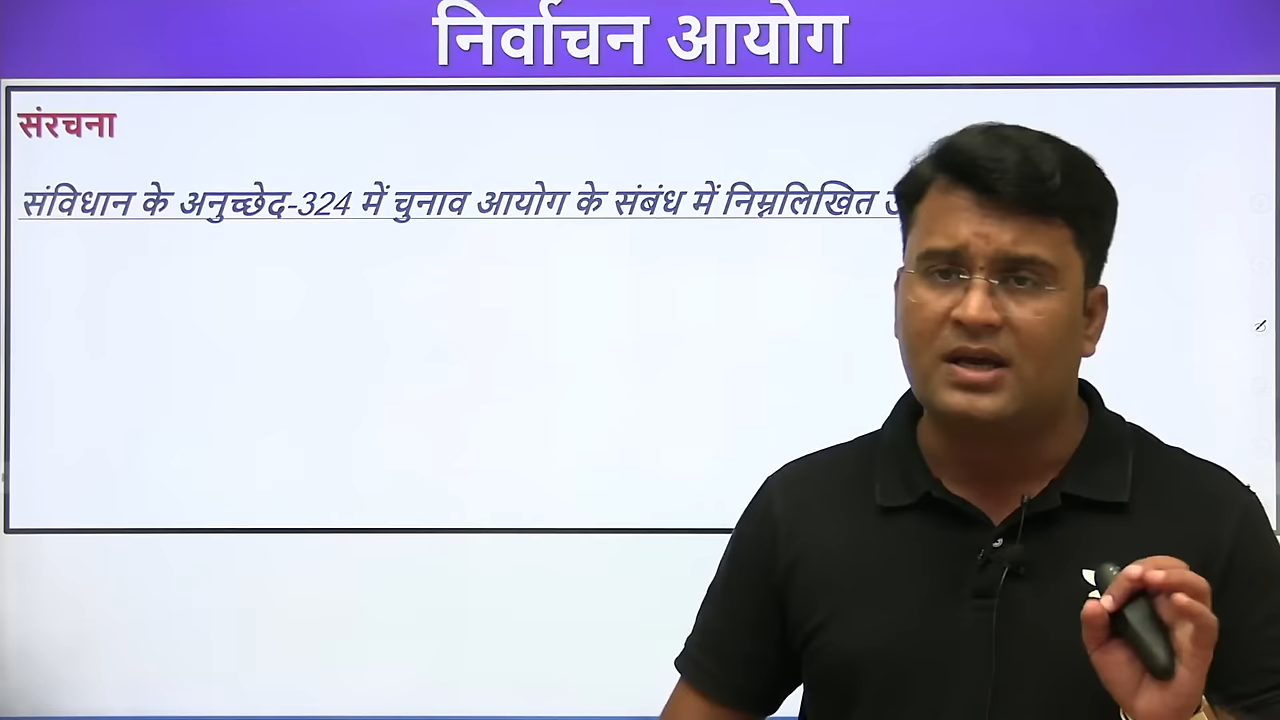 निर्वाचन आयोग
संरचना
संविधान के अनुच्छेद-324 में चुनाव आयोग के संबंध में निम्नलिखित